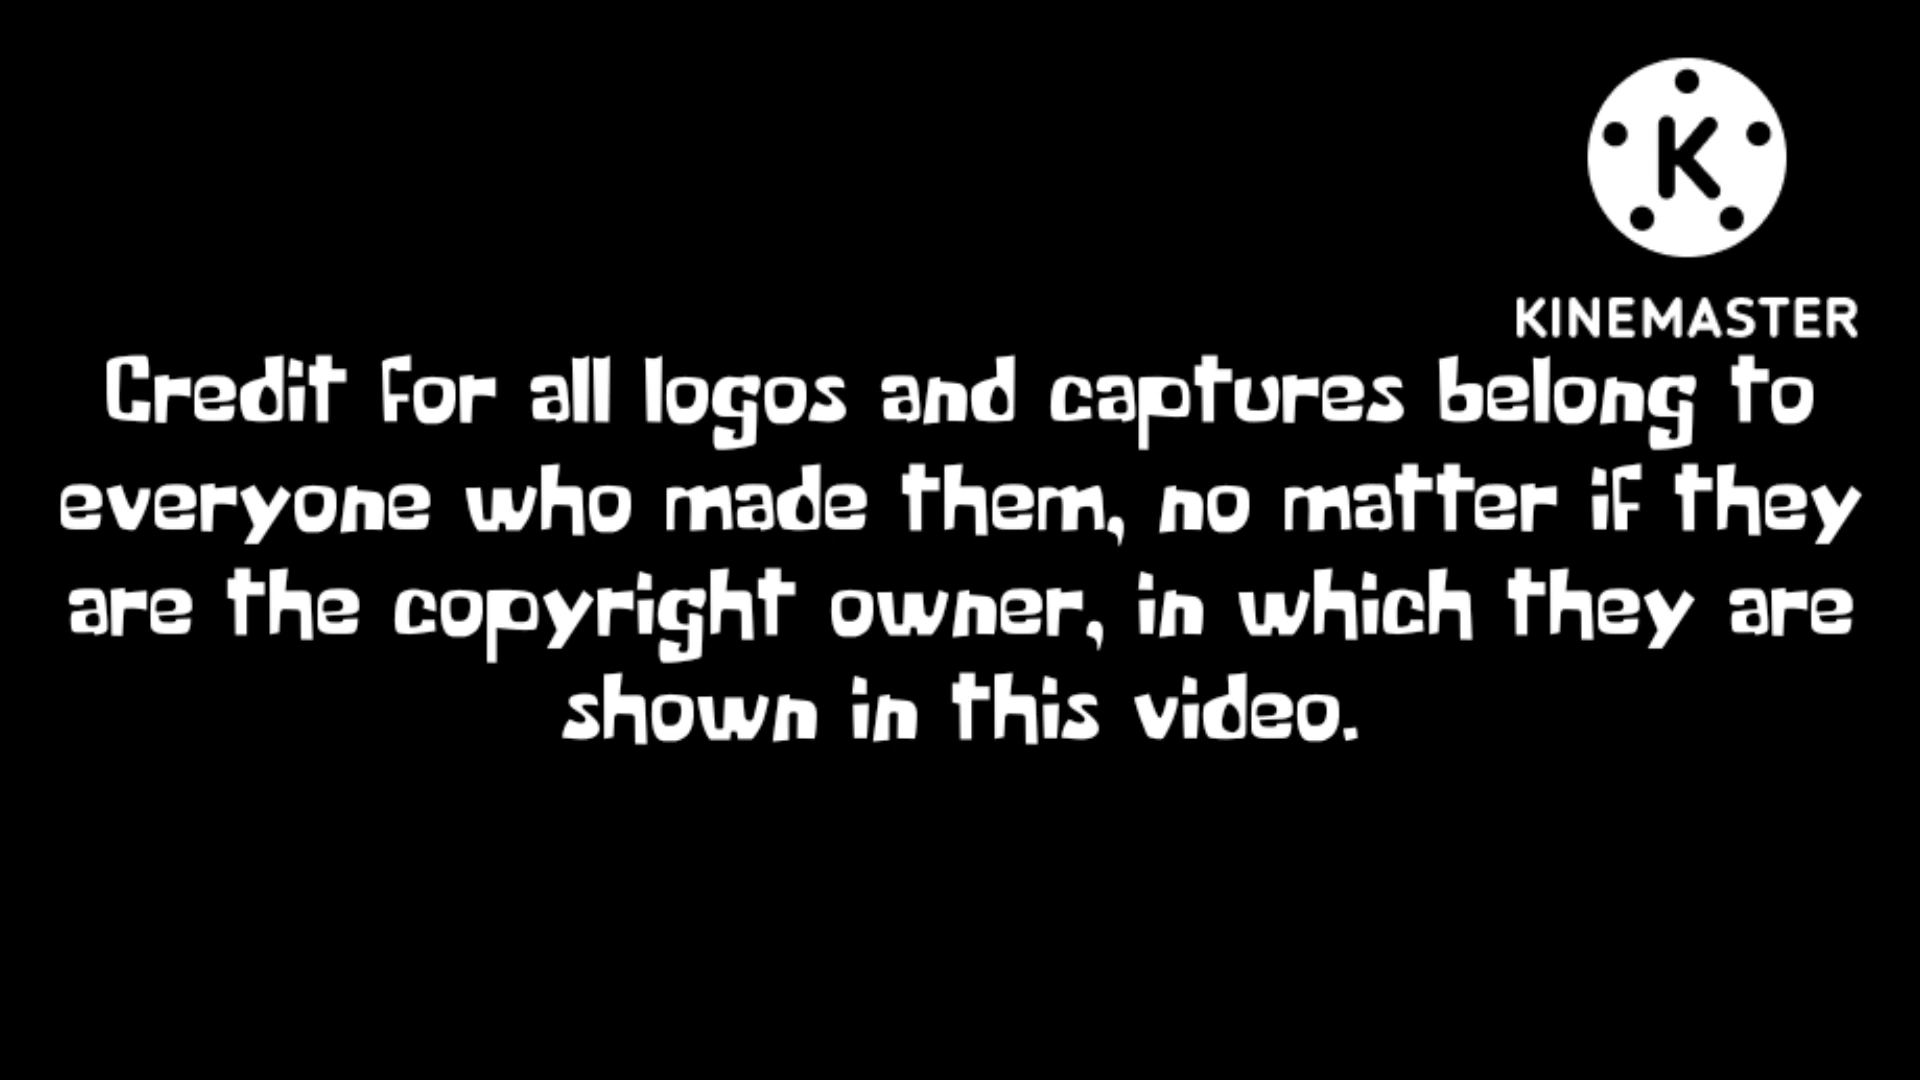 K
KINEMASTER
Credit for all logos and captures belong to
everyone who made them, no matter if they
are the copyright owner, in which they are
shown in this video.